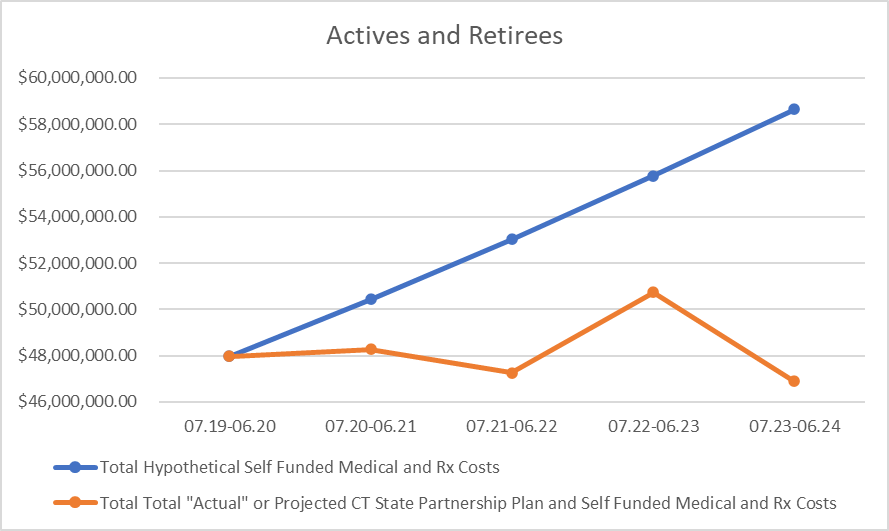 Actives and Retirees
$60,000,000.00
$58,000,000.00
$56,000,000.00
$54,000,000.00
$52,000,000.00
$50,000,000.00
$48,000,000.00
$46,000,000.00
07.19-06.20 07.20-06.21 07.21-06.22 07.22-06.23 07.23-06.24
Total Hypothetical Self Funded Medical and Rx Costs
Total Total "Actual" or Projected CT State Partnership Plan and Self Funded Medical and Rx Costs